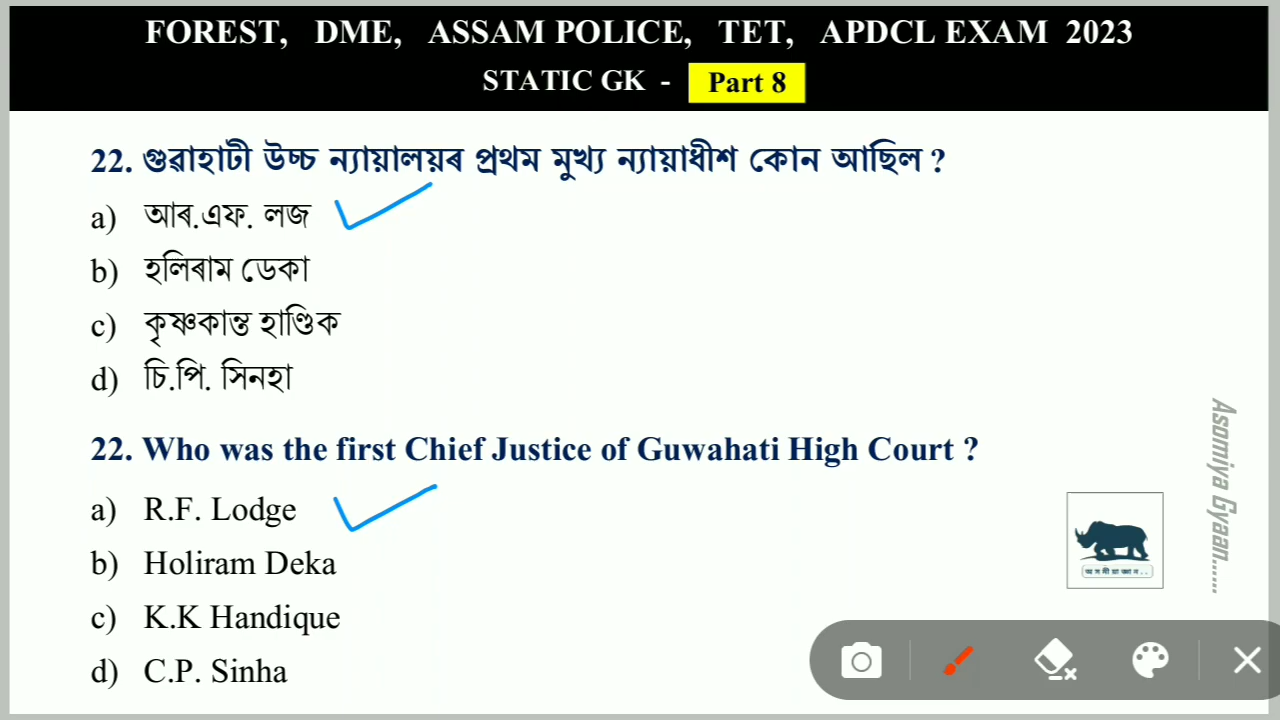 FOREST, DME, ASSAM POLICE, TET, APDCL EXAM 2023
STATIC GK - Part 8
22. গুৱাহাটী উচ্চ ন্যায়ালয়ৰ প্ৰথম মুখ্য ন্যায়াধীশ কোন আছিল ?
a) আৰ.এফ. লজ
b) হলিৰাম ডেকা
c) কৃষ্ণকান্ত হাণ্ডিক
d) চি.পি. সিনহা
22. Who was the first Chief Justice of Guwahati High Court ?
a) R.F. Lodge
b) Holiram Deka
c) K.K Handique
d) C.P. Sinha
Asomiya Gyaan.....
অসমীয়া জ্ঞান..